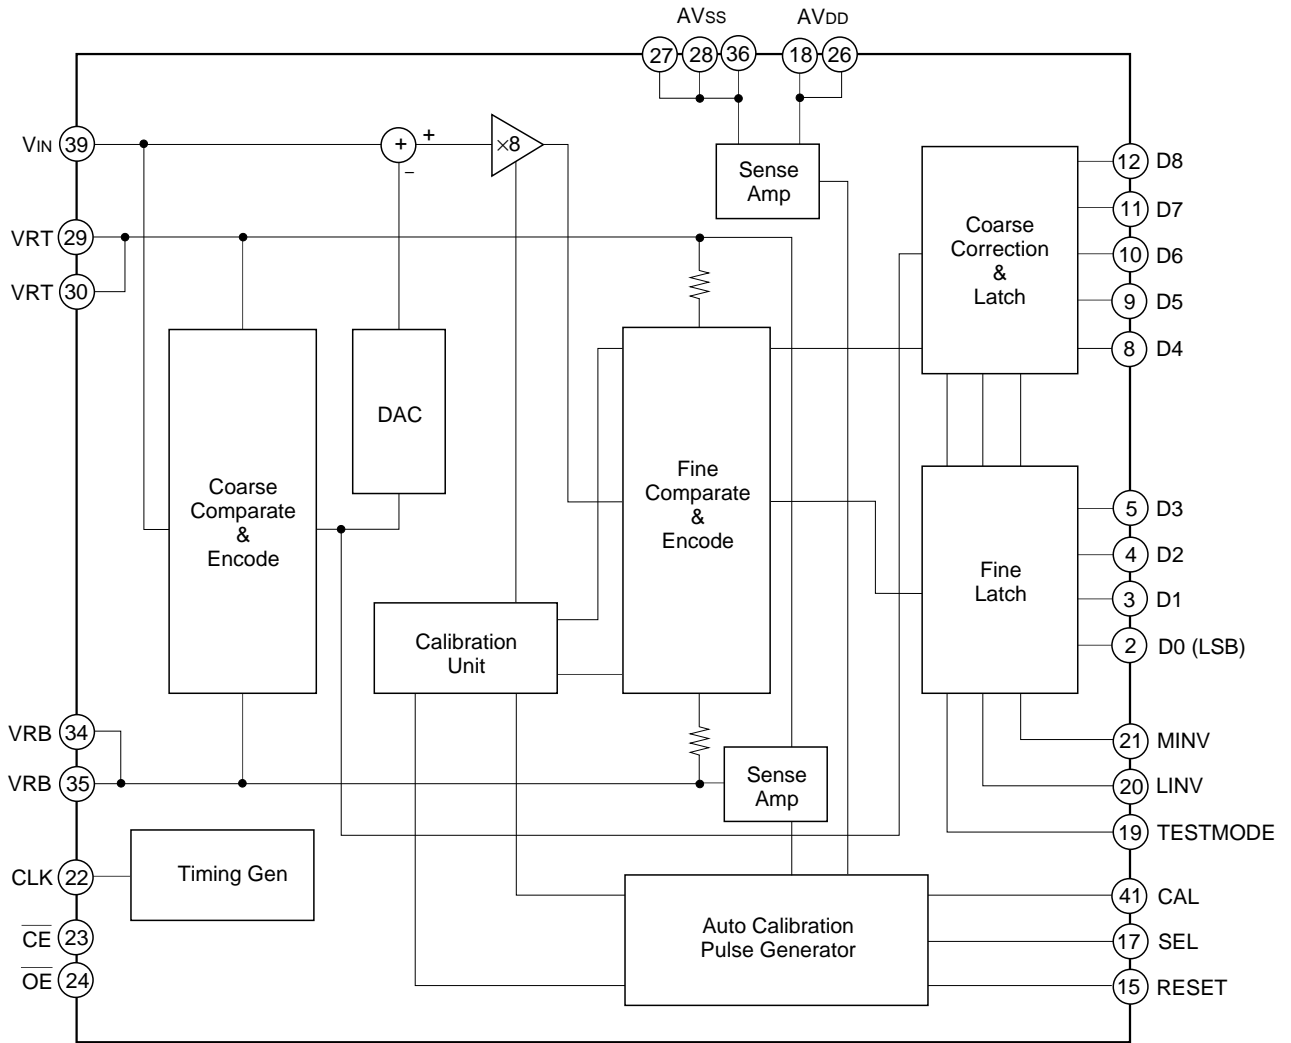 AVSS AVDD
27 28 36 18 26
VIN 39
+
+
−
×8
Sense
Amp
VRT 29
VRT 30
Coarse
Correction
&
Latch
12 D8
11 D7
10 D6
9 D5
8 D4
DAC
Coarse
Comparate
&
Encode
Fine
Comparate
&
Encode
Fine
Latch
5 D3
4 D2
3 D1
2 D0 (LSB)
Calibration
Unit
VRB 34
VRB 35
Sense
Amp
21 MINV
20 LINV
19 TESTMODE
CLK 22
Timing Gen
CE 23
OE 24
Auto Calibration
Pulse Generator
41 CAL
17 SEL
15 RESET